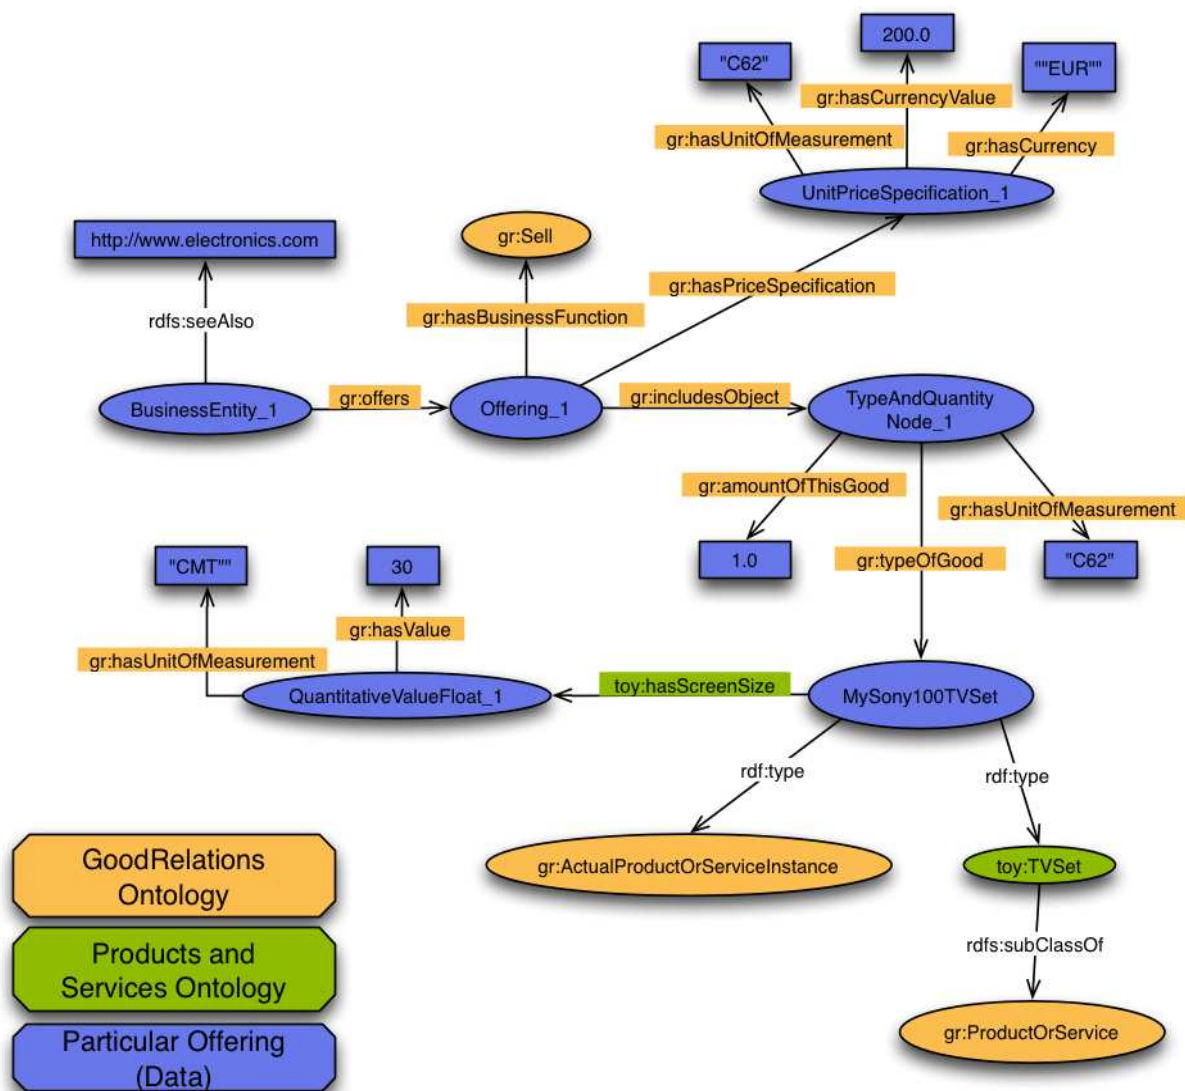 200.0
"C62"
""EUR""
gr:hasCurrencyValue
gr:hasUnitOfMeasurement
gr:hasCurrency
UnitPriceSpecification_1
http://www.electronics.com
gr:Sell
gr:hasPriceSpecification
gr:hasBusinessFunction
rdfs:seeAlso
BusinessEntity_1
gr:offers
Offering_1
gr:includesObject
TypeAndQuantity
Node_1
gr:amountOfThisGood
gr:hasUnitOfMeasurement
1.0
gr:typeOfGood
"C62"
"CMT""
30
gr:hasValue
gr:hasUnitOfMeasurement
QuantitativeValueFloat_1
toy:hasScreenSize
MySony100TVSet
rdf:type
rdf:type
gr:ActualProductOrServiceInstance
toy:TVSet
rdfs:subClassOf
gr:ProductOrService
GoodRelations
Ontology
Products and
Services Ontology
Particular Offering
(Data)